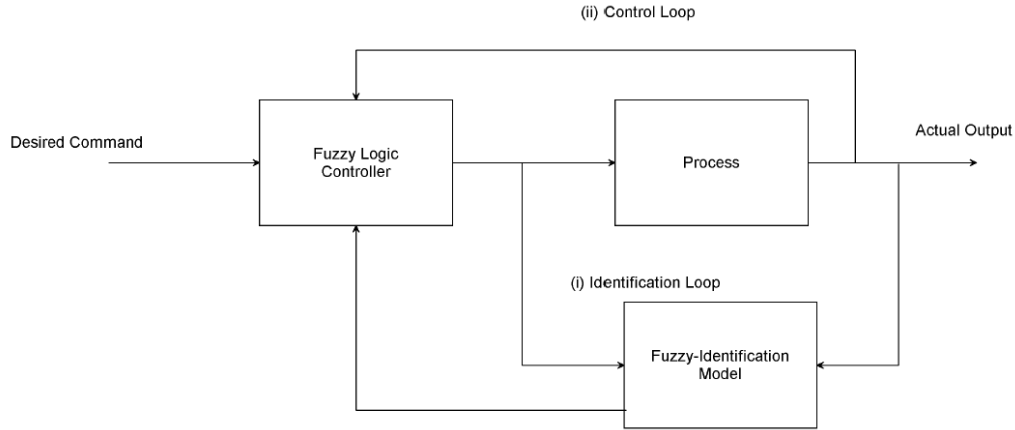 (ii) Control Loop
Desired Command
Fuzzy Logic
Controller
Process
Actual Output
(i) Identification Loop
Fuzzy-Identification
Model